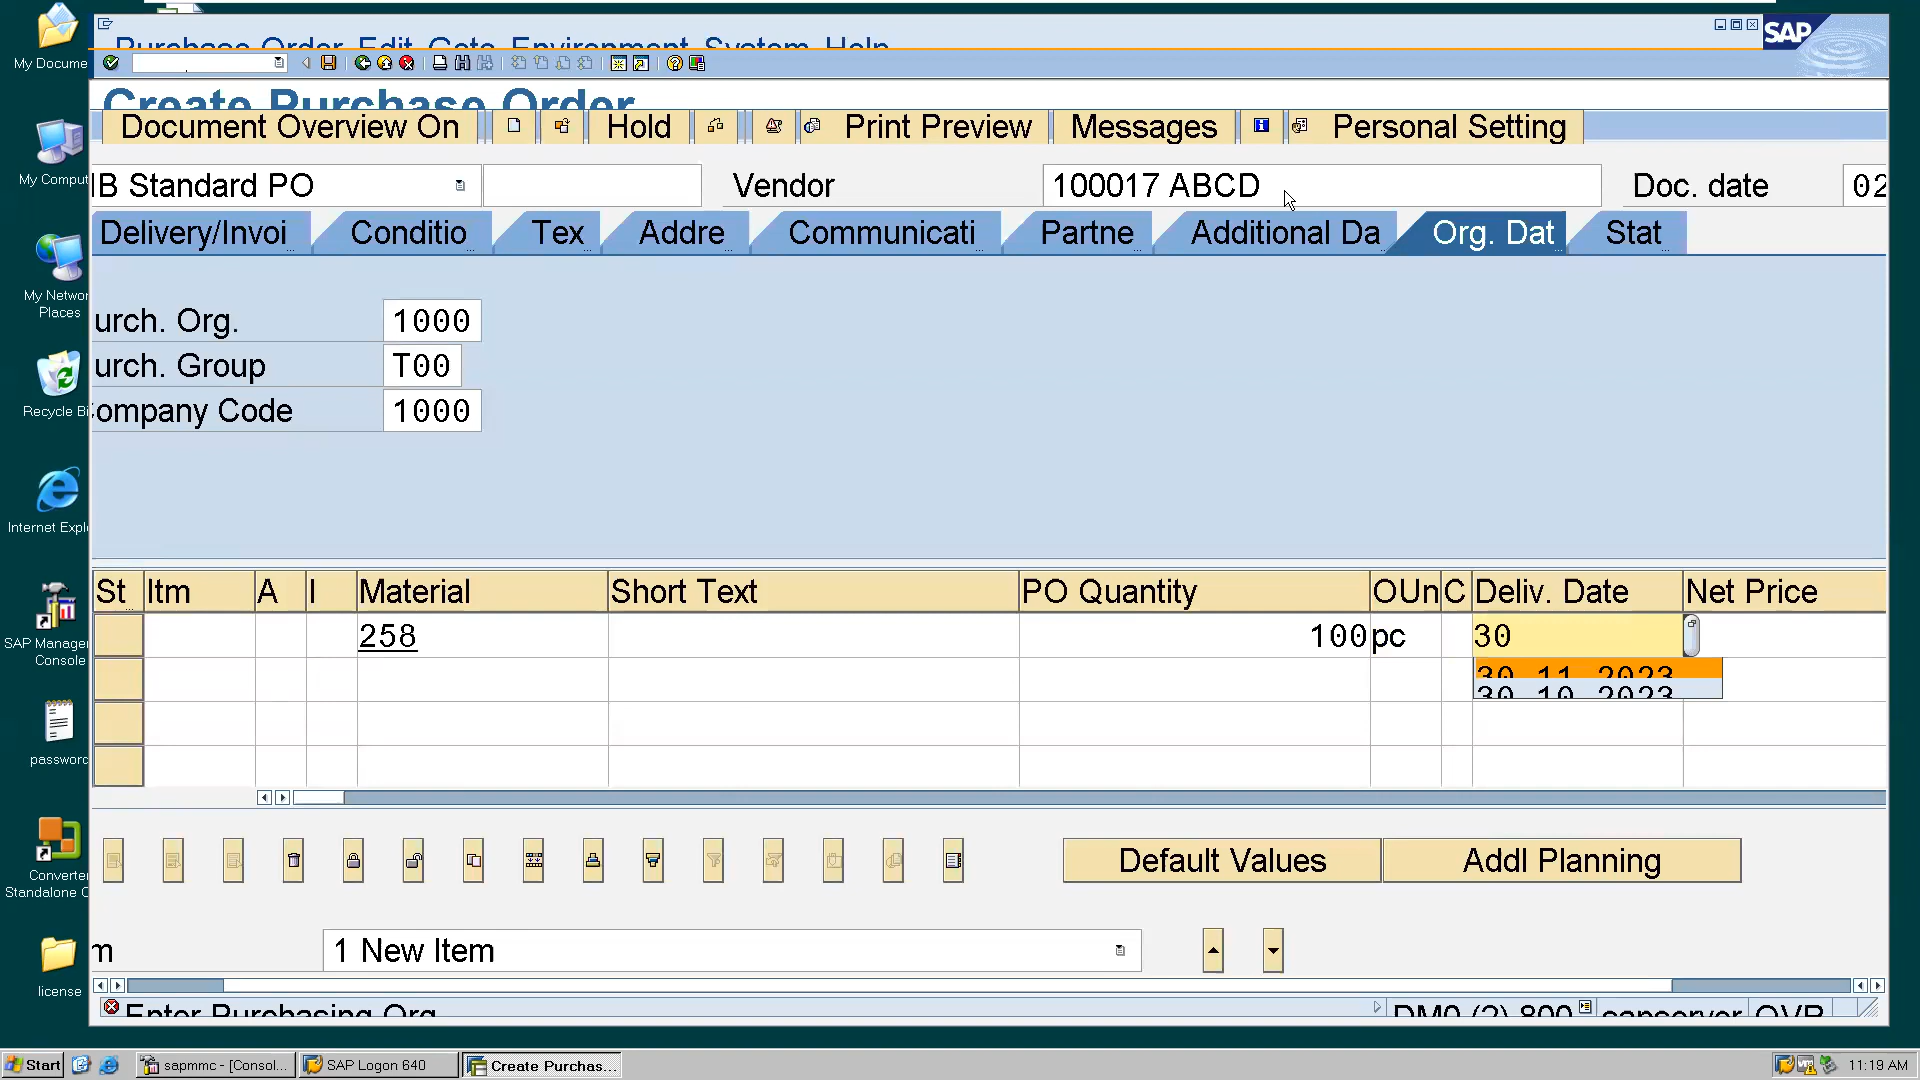 My Docume
My Comput
My Networ
Places
Recycle Bi
Internet Expl
SAP Manager
Console
password
Converter
Standalone C
license
Purchase Order Edit Goto Environment System Help
SAP
Create Purchase Order
Document Overview On Hold Print Preview Messages Personal Setting
IB Standard PO Vendor 100017 ABCD Doc. date 02
Delivery/Invoi Conditio Tex Addre Communicati Partne Additional Da Org. Dat Stat
urch. Org. 1000
urch. Group T00
ompany Code 1000
St Itm A I Material Short Text PO Quantity OUn C Deliv. Date Net Price
258 100 pc 30
30.11.2023
30.10.2023
Default Values Addl Planning
m 1 New Item
Enter Purchasing Org. DM0 (2) 800 sapserver OVR
Start sapmmc - [Consol... SAP Logon 640 Create Purchas... 11:19 AM